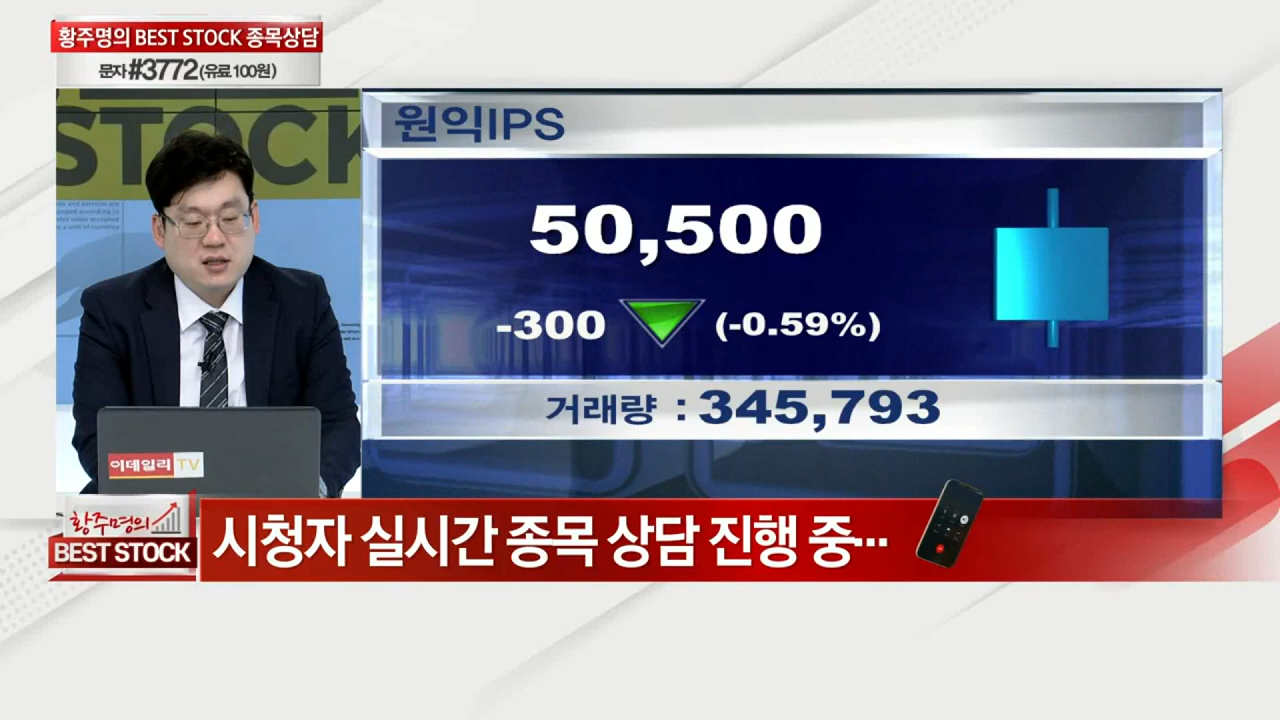 황주명의 BEST STOCK 종목상담
문자#3772(유료 100원)
STOCK
원익IPS
50,500
-300 (-0.59%)
거래량 : 345,793
이데일리TV
황주명의
BEST STOCK
시청자 실시간 종목 상담 진행 중...